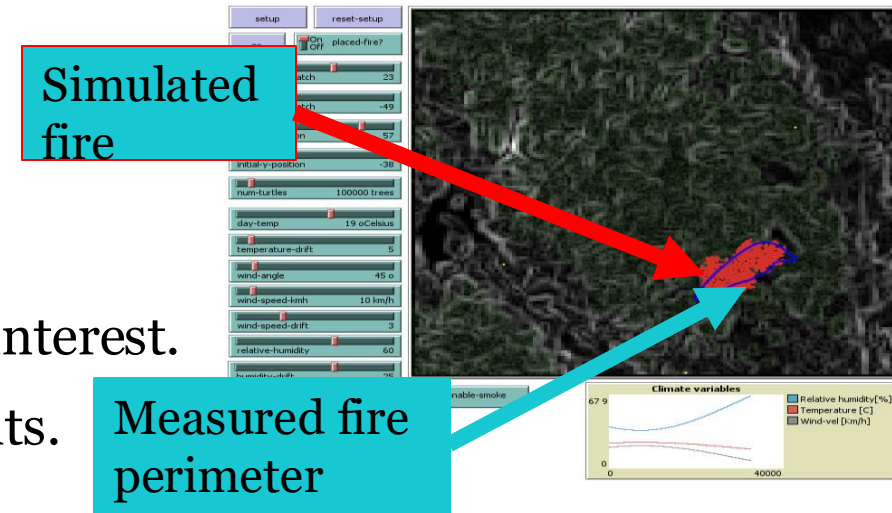 setup reset-setup
On
Off placed-fire?
atch 23
atch -49
on 57
initial-y-position -38
num-turtles 100000 trees
day-temp 19 oCelsius
temperature-drift 5
wind-angle 45 o
wind-speed-kmh 10 km/h
wind-speed-drift 3
relative-humidity 60
humidity-drift 25
Simulated
fire
nterest.
ts.
Measured fire
perimeter
nable-smoke
Climate variables
67.9
0
0 40000
Relative humidity[%]
Temperature [C]
Wind-vel [Km/h]